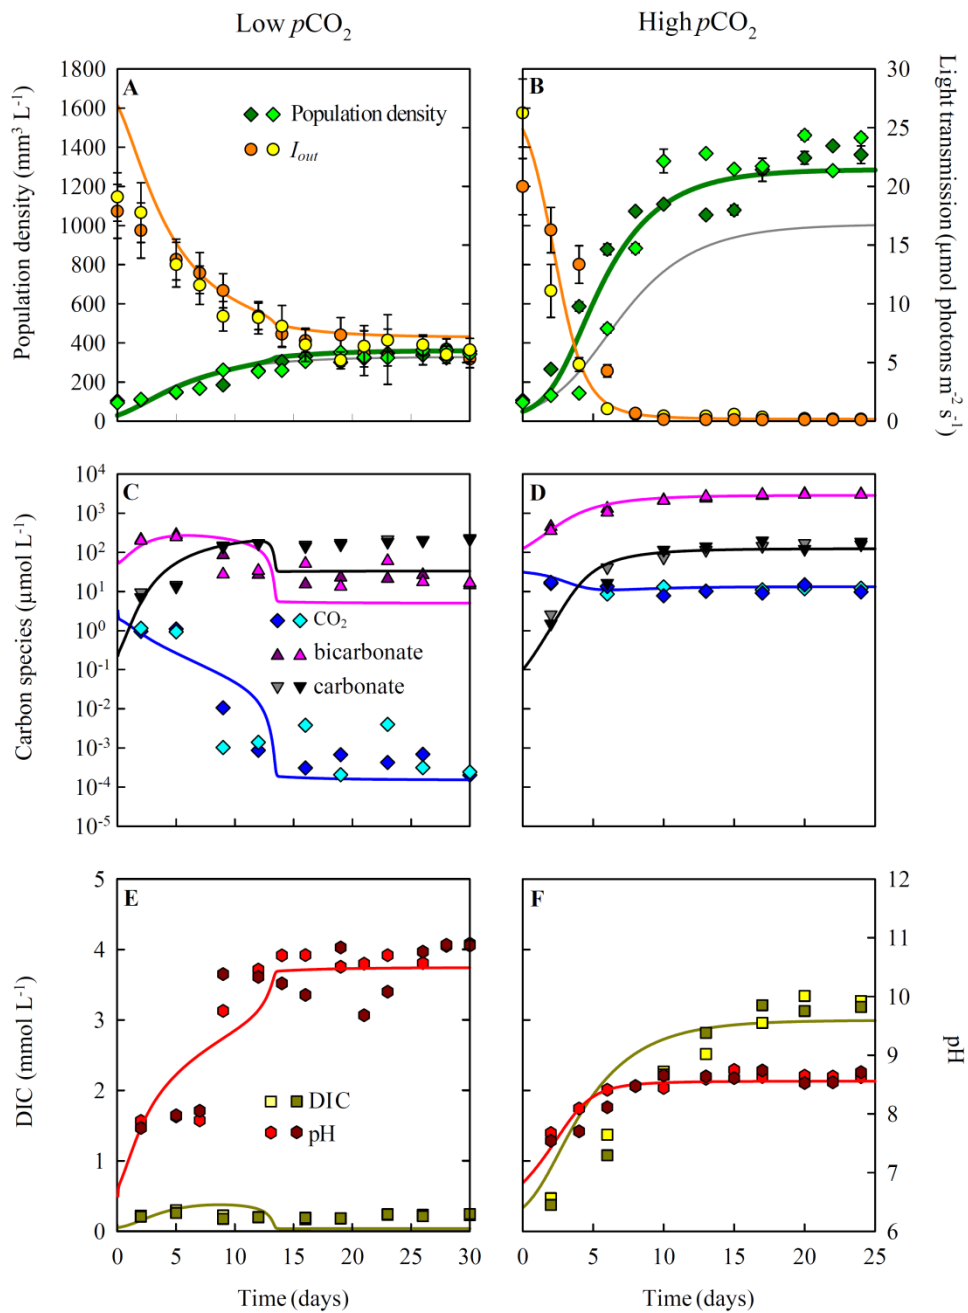 Low pCO₂
High pCO₂
Population density (mm³ L⁻¹)
1800
1600
1400
1200
1000
800
600
400
200
0
A
Population density
I_out
B
30
25
20
15
10
5
0
Light transmission (μmol photons m⁻² s⁻¹)
Carbon species (μmol L⁻¹)
10⁴
10³
10²
10¹
10⁰
10⁻¹
10⁻²
10⁻³
10⁻⁴
10⁻⁵
C
CO₂
bicarbonate
carbonate
D
DIC (mmol L⁻¹)
5
4
3
2
1
0
E
DIC
pH
0 5 10 15 20 25 30
Time (days)
F
12
11
10
9
8
7
6
pH
0 5 10 15 20 25
Time (days)